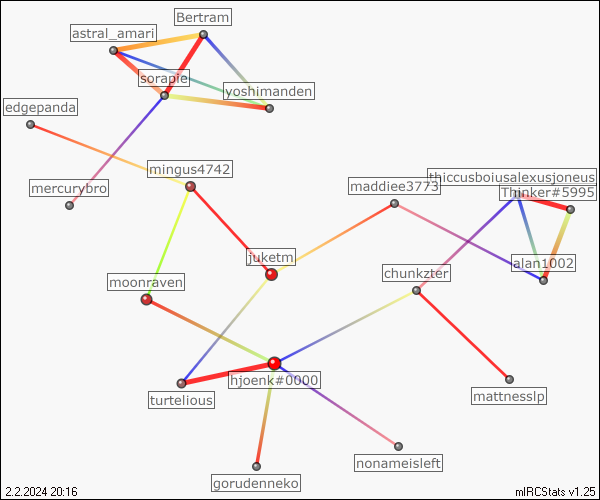 Bertram
astral_amari
sorapie
yoshimanden
edgepanda
mingus4742
thiccusboiusalexusjoneus
maddiee3773
Thinker#5995
mercurybro
juketm
alan1002
chunkzter
moonraven
hjoenk#0000
turtelious
mattnesslp
nonameisleft
gorudenneko
2.2.2024 20:16
mIRCStats v1.25